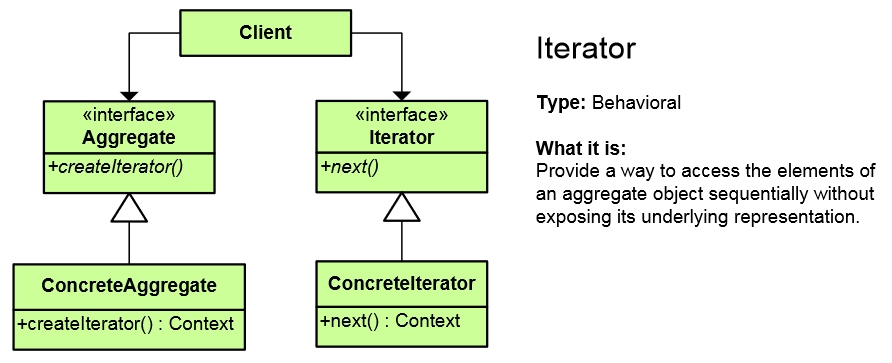 Client
«interface»
Aggregate
+createIterator()
«interface»
Iterator
+next()
ConcreteAggregate
+createIterator() : Context
ConcreteIterator
+next() : Context
Iterator
Type: Behavioral
What it is:
Provide a way to access the elements of
an aggregate object sequentially without
exposing its underlying representation.